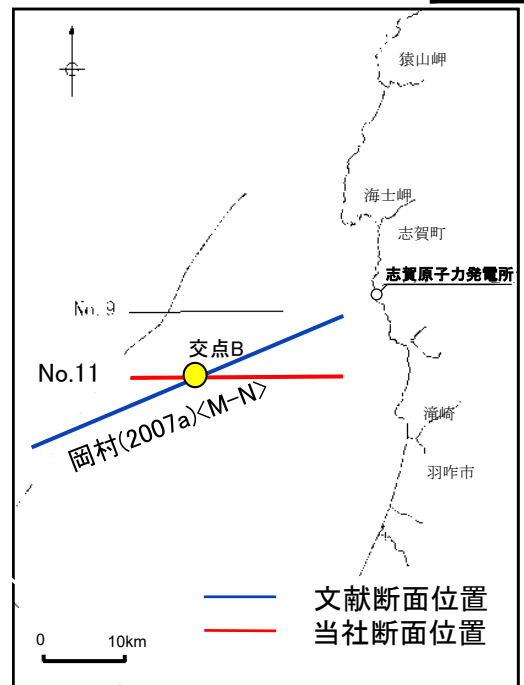 猿山岬
海士岬
志賀町
志賀原子力発電所
No. 9
交点B
No.11
岡村(2007a)<M-N>
滝崎
羽咋市
文献断面位置
当社断面位置
0 10km